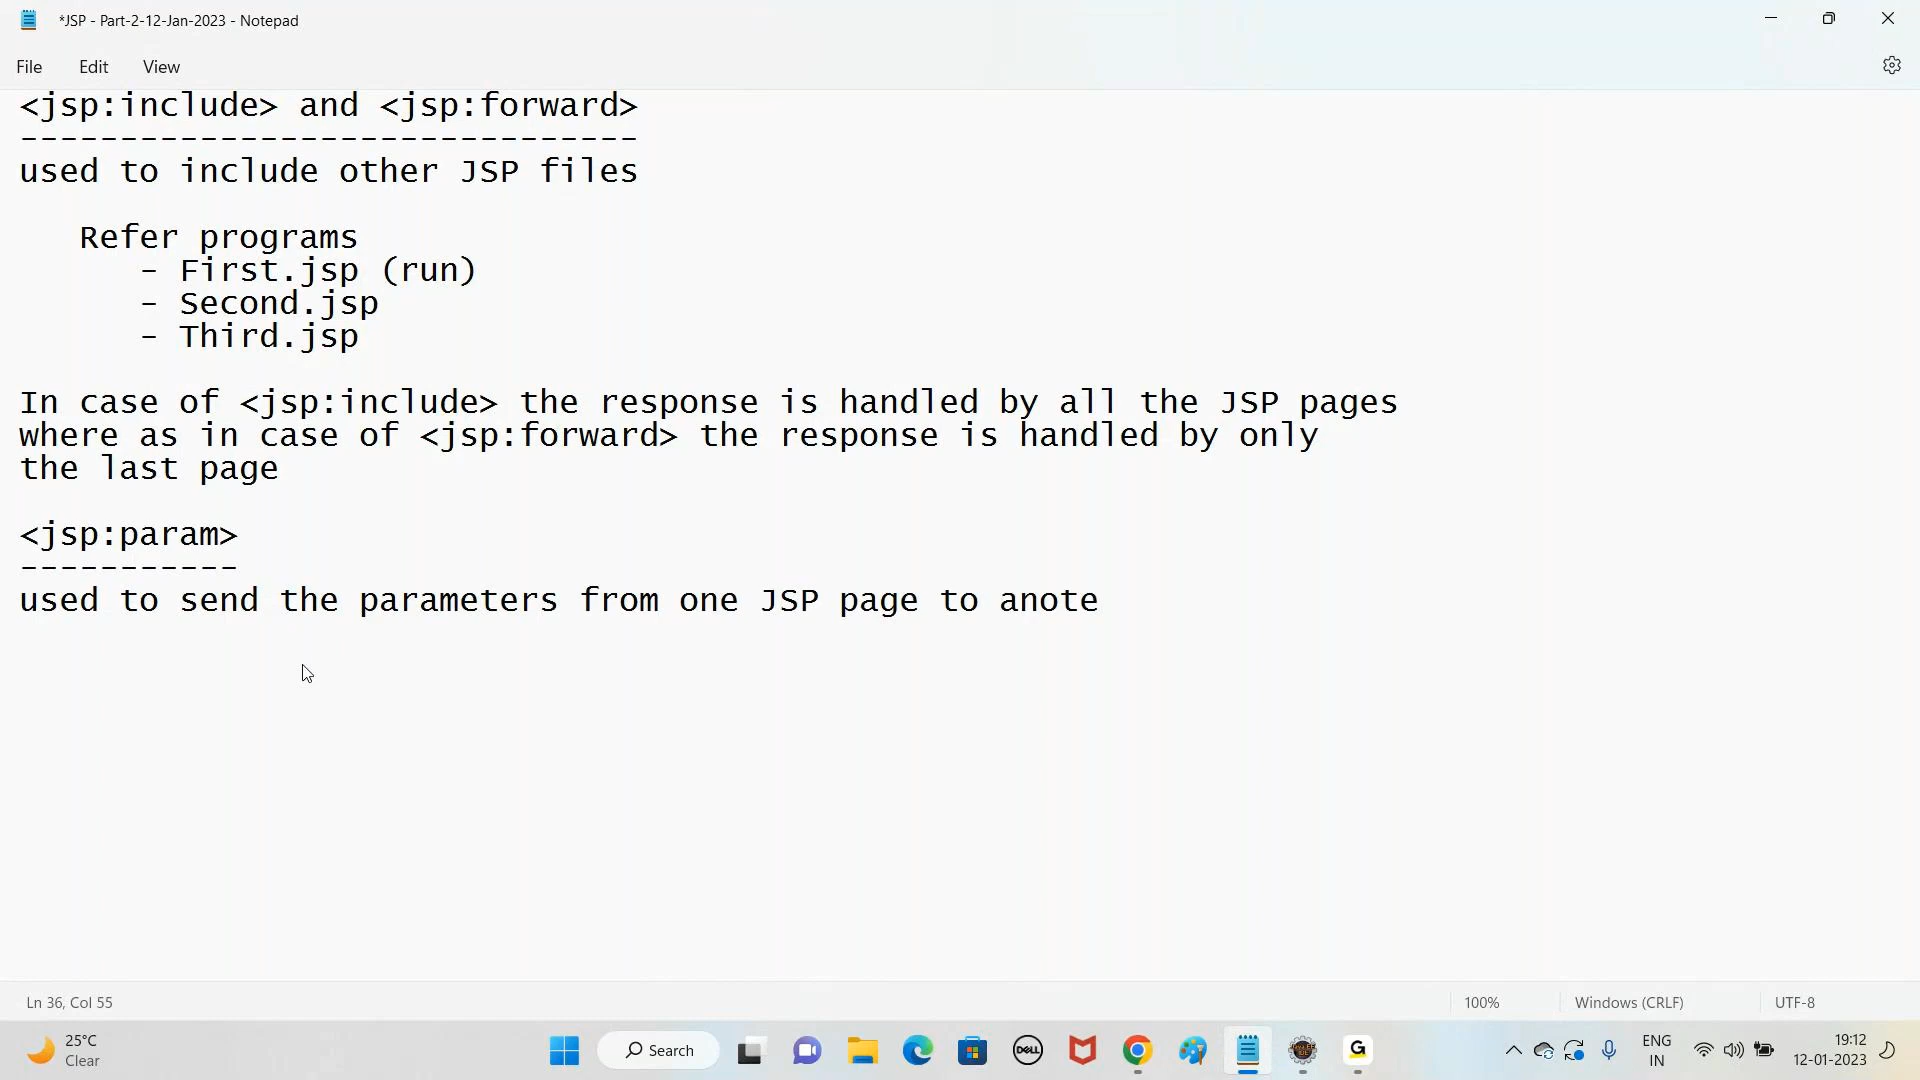 *JSP - Part-2-12-Jan-2023 - Notepad
File Edit View
<jsp:include> and <jsp:forward>
-------------------------------
used to include other JSP files
Refer programs
- First.jsp (run)
- Second.jsp
- Third.jsp
In case of <jsp:include> the response is handled by all the JSP pages
where as in case of <jsp:forward> the response is handled by only
the last page
<jsp:param>
-----------
used to send the parameters from one JSP page to anote
Ln 36, Col 55
100%
Windows (CRLF)
UTF-8
25°C
Clear
Search
DELL
G
ENG
IN
19:12
12-01-2023